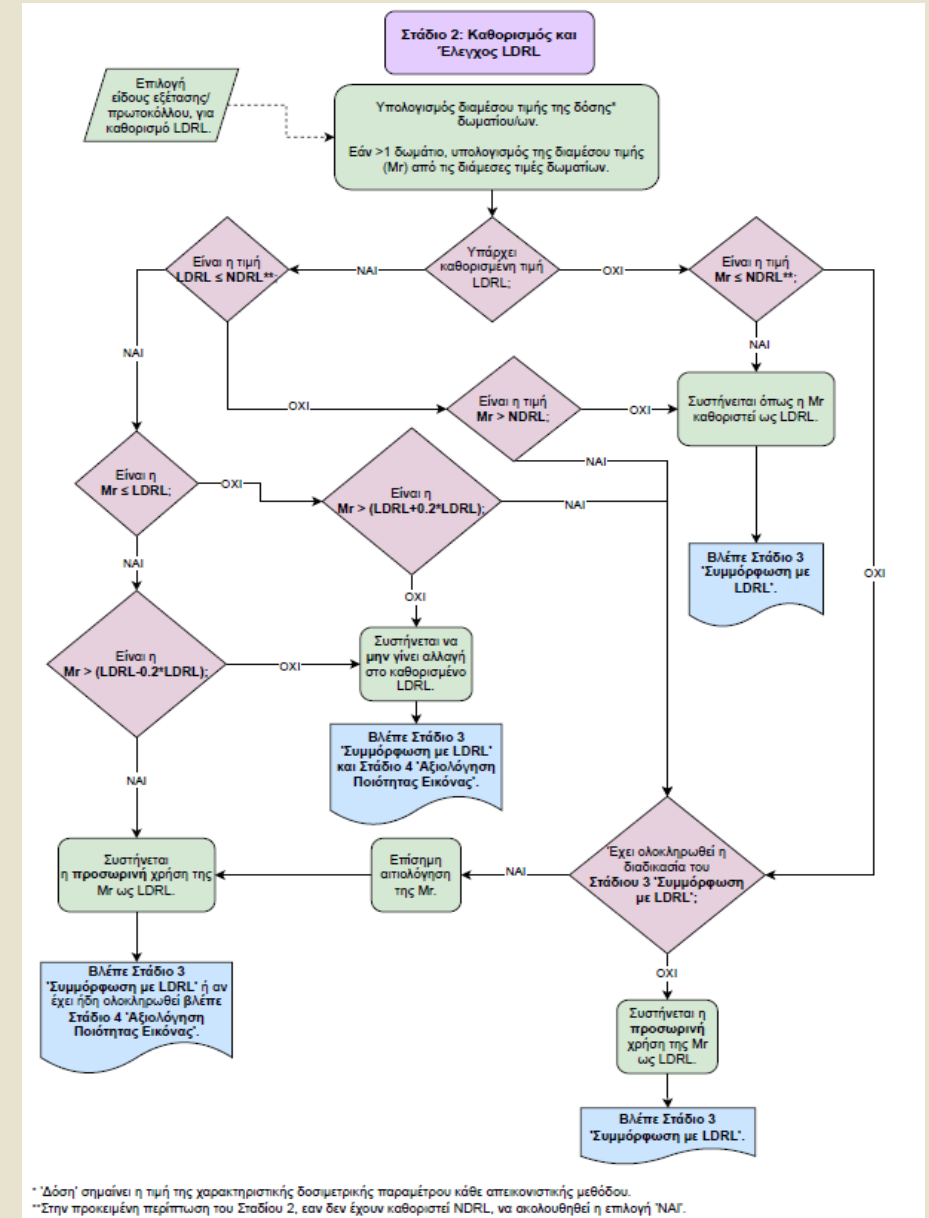 Στάδιο 2: Καθορισμός και
Έλεγχος LDRL
Επιλογή
είδους εξέτασης/
πρωτοκόλλου, για
καθορισμό LDRL.
Υπολογισμός διαμέσου τιμής της δόσης*
δωματίου/ων.
Εάν >1 δωμάτιο, υπολογισμός της διαμέσου τιμής
(Mr) από τις διάμεσες τιμές δωματίων.
Είναι η τιμή
LDRL ≤ NDRL**;
ΝΑΙ
Υπάρχει
καθορισμένη τιμή
LDRL;
ΟΧΙ
Είναι η τιμή
Mr ≤ NDRL**;
ΝΑΙ
ΝΑΙ
ΟΧΙ
Είναι η τιμή
Mr > NDRL;
ΟΧΙ
Συστήνειται όπως η Mr
καθοριστεί ως LDRL.
ΝΑΙ
Είναι η
Mr ≤ LDRL;
ΟΧΙ
Είναι η
Mr > (LDRL+0.2*LDRL);
ΝΑΙ
Βλέπε Στάδιο 3
'Συμμόρφωση με
LDRL'.
ΟΧΙ
ΝΑΙ
ΟΧΙ
Είναι η
Mr > (LDRL-0.2*LDRL);
ΟΧΙ
Συστήνεται να
μην γίνει αλλαγή
στο καθορισμένο
LDRL.
Βλέπε Στάδιο 3
'Συμμόρφωση με LDRL'
και Στάδιο 4 'Αξιολόγηση
Ποιότητας Εικόνας'.
ΝΑΙ
Συστήνεται
η προσωρινή χρήση της
Mr ως LDRL.
Επίσημη
αιτιολόγηση
της Mr.
ΝΑΙ
Έχει ολοκληρωθεί η
διαδικασία του
Στάδιου 3 'Συμμόρφωση
με LDRL';
Βλέπε Στάδιο 3
'Συμμόρφωση με LDRL' ή αν
έχει ήδη ολοκληρωθεί βλέπε
Στάδιο 4 'Αξιολόγηση
Ποιότητας Εικόνας'.
ΟΧΙ
Συστήνεται η
προσωρινή
χρήση της Mr
ως LDRL.
Βλέπε Στάδιο 3
'Συμμόρφωση με LDRL'.
* 'Δόση' σημαίνει η τιμή της χαρακτηριστικής δοσιμετρικής παραμέτρου κάθε απεικονιστικής μεθόδου.
**Στην προκειμένη περίπτωση του Σταδίου 2, εαν δεν έχουν καθοριστεί NDRL, να ακολουθηθεί η επιλογή 'ΝΑΙ'.